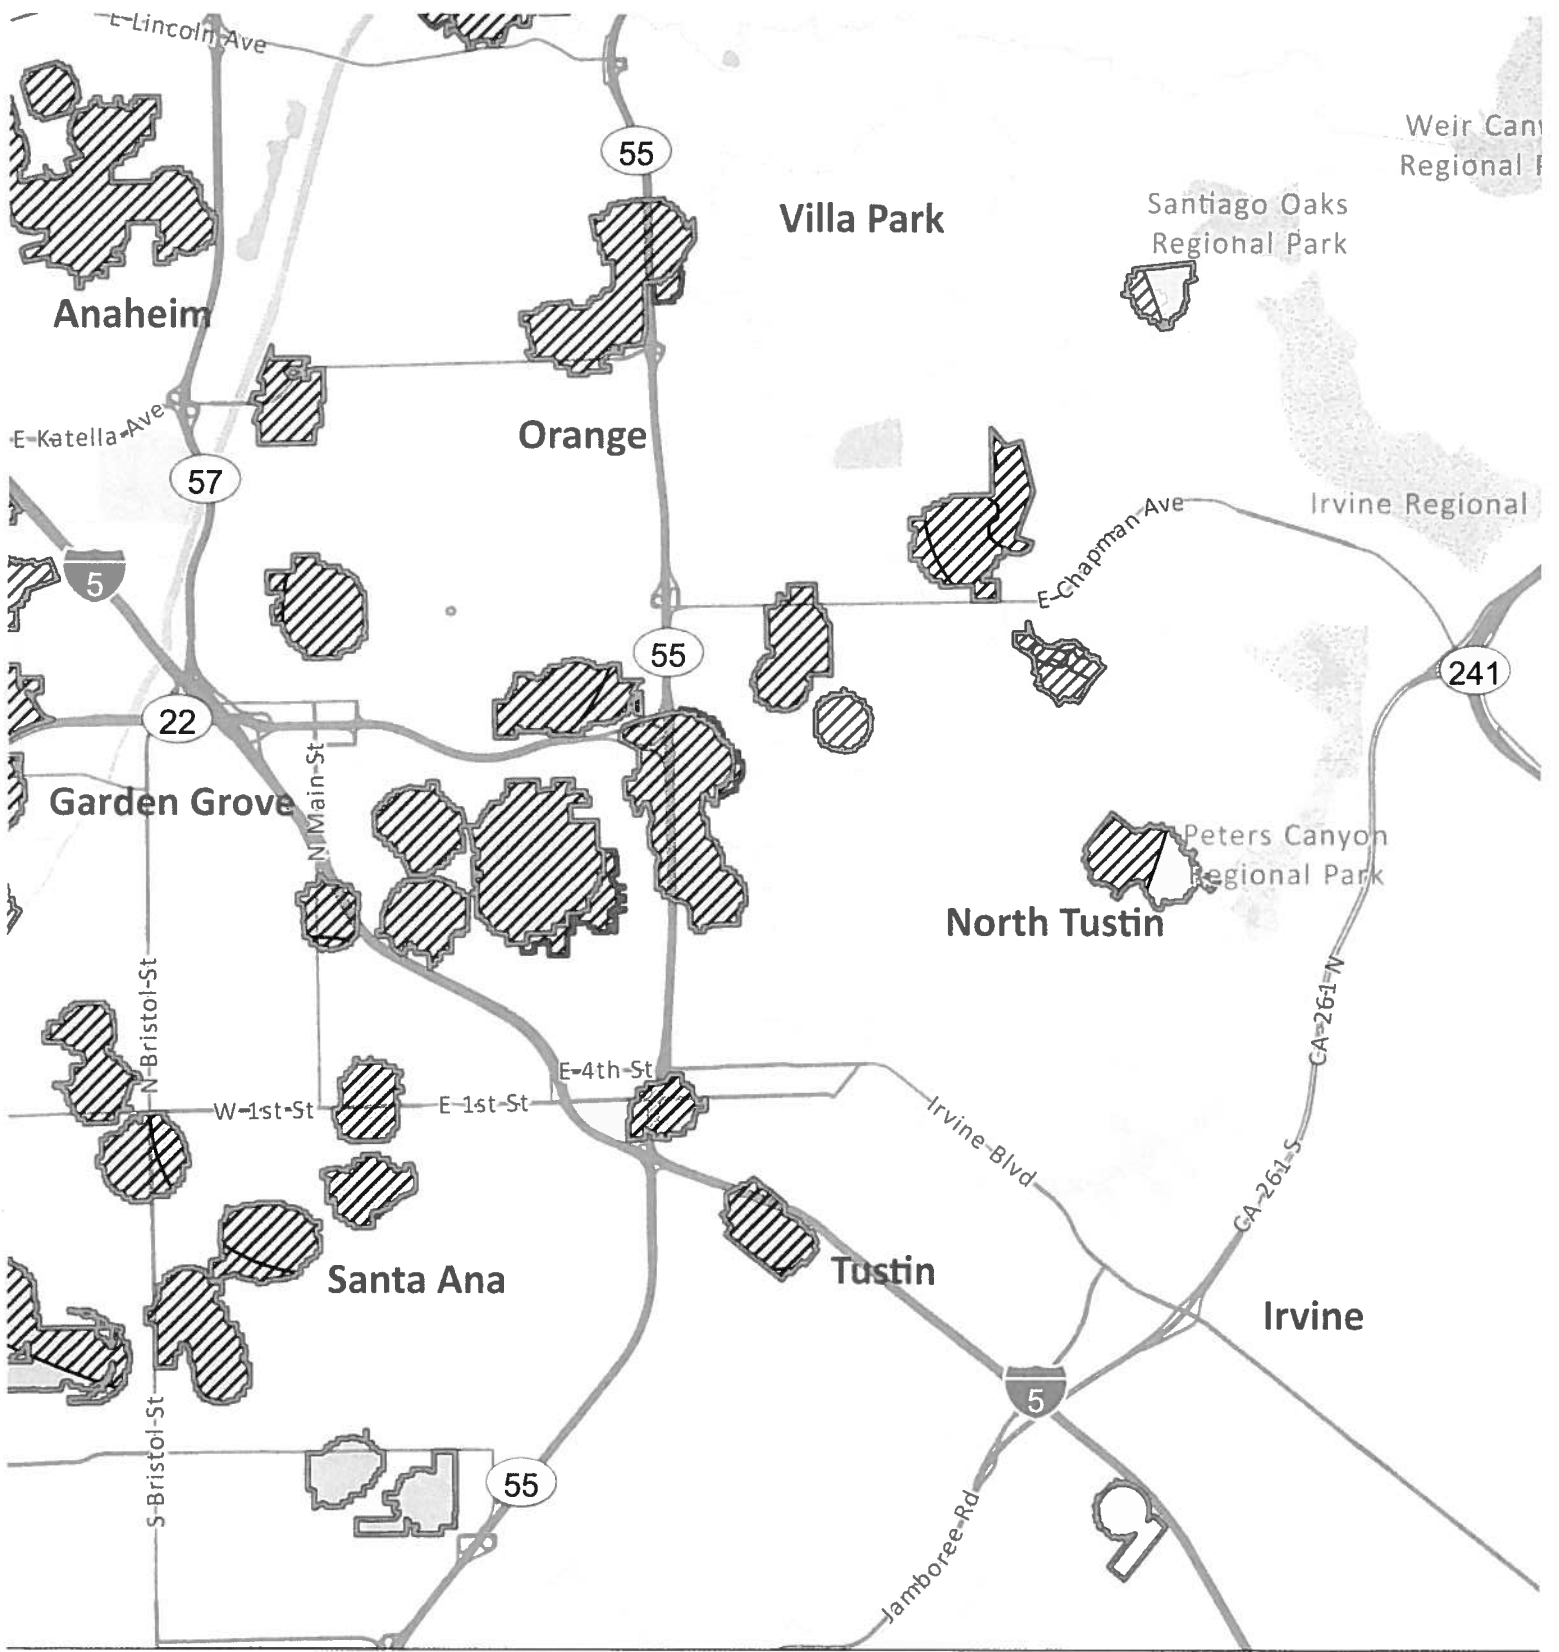 E-Lincoln Ave
55
Weir Can
Regional
Villa Park
Santiago Oaks
Regional Park
Anaheim
E Katella-Ave
Orange
57
Irvine Regional
E-Chapman Ave
5
55
241
22
N Main-St
Garden Grove
Peters Canyon
Regional Park
North Tustin
N-Bristol-St
CA-261-N
E-4th-St
W-1st-St
E 1st-St
Irvine-Blvd
CA-261-S
Santa Ana
Tustin
Irvine
5
S-Bristol-St
55
Jamboree-Rd